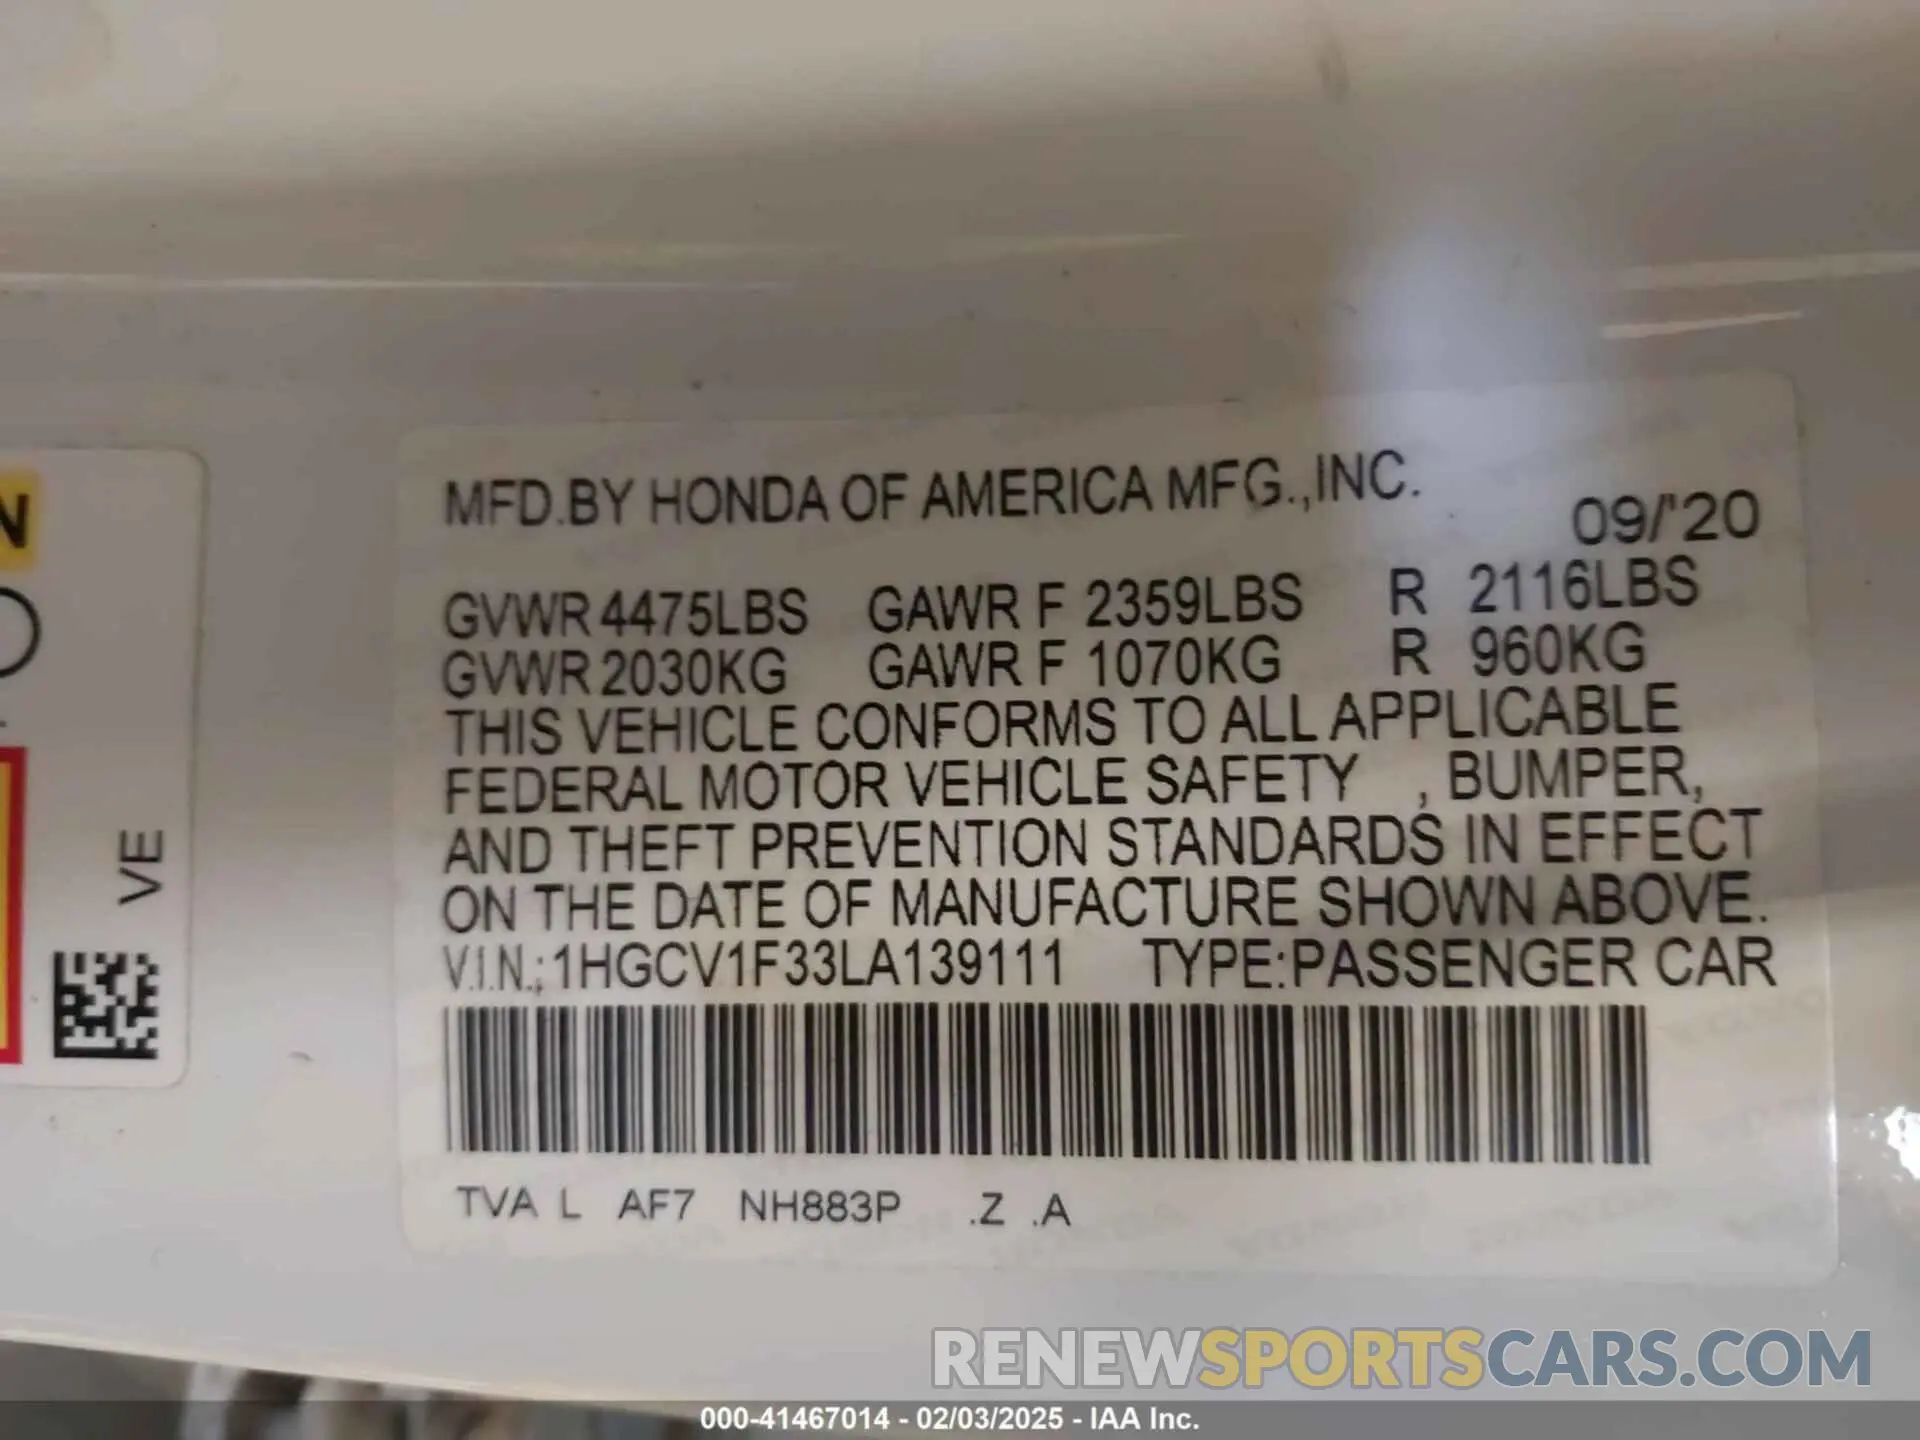 MFD.BY HONDA OF AMERICA MFG.,INC.
09/'20
GVWR 4475LBS GAWR F 2359LBS R 2116LBS
GVWR 2030KG GAWR F 1070KG R 960KG
THIS VEHICLE CONFORMS TO ALL APPLICABLE
FEDERAL MOTOR VEHICLE SAFETY , BUMPER,
AND THEFT PREVENTION STANDARDS IN EFFECT
ON THE DATE OF MANUFACTURE SHOWN ABOVE.
V.I.N.: 1HGCV1F33LA139111 TYPE:PASSENGER CAR
TVA L AF7 NH883P .Z .A
VE
RENEWSPORTSCARS.COM
000-41467014 - 02/03/2025 - IAA Inc.